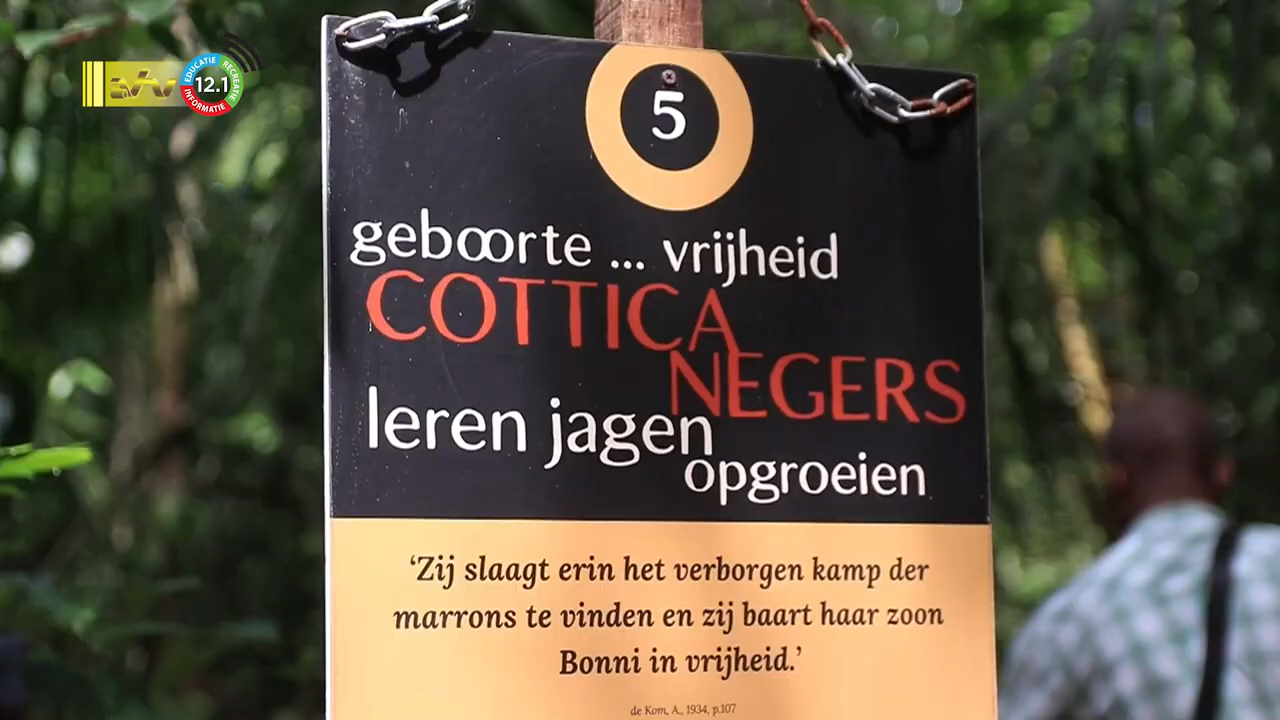 EDUCATIE
RECREATIE
INFORMATIE
12.1
5
geboorte ... vrijheid
COTTICA
NEGERS
leren jagen
opgroeien
‘Zij slaagt erin het verborgen kamp der
marrons te vinden en zij baart haar zoon
Bonni in vrijheid.’
de Kom, A., 1934, p.107